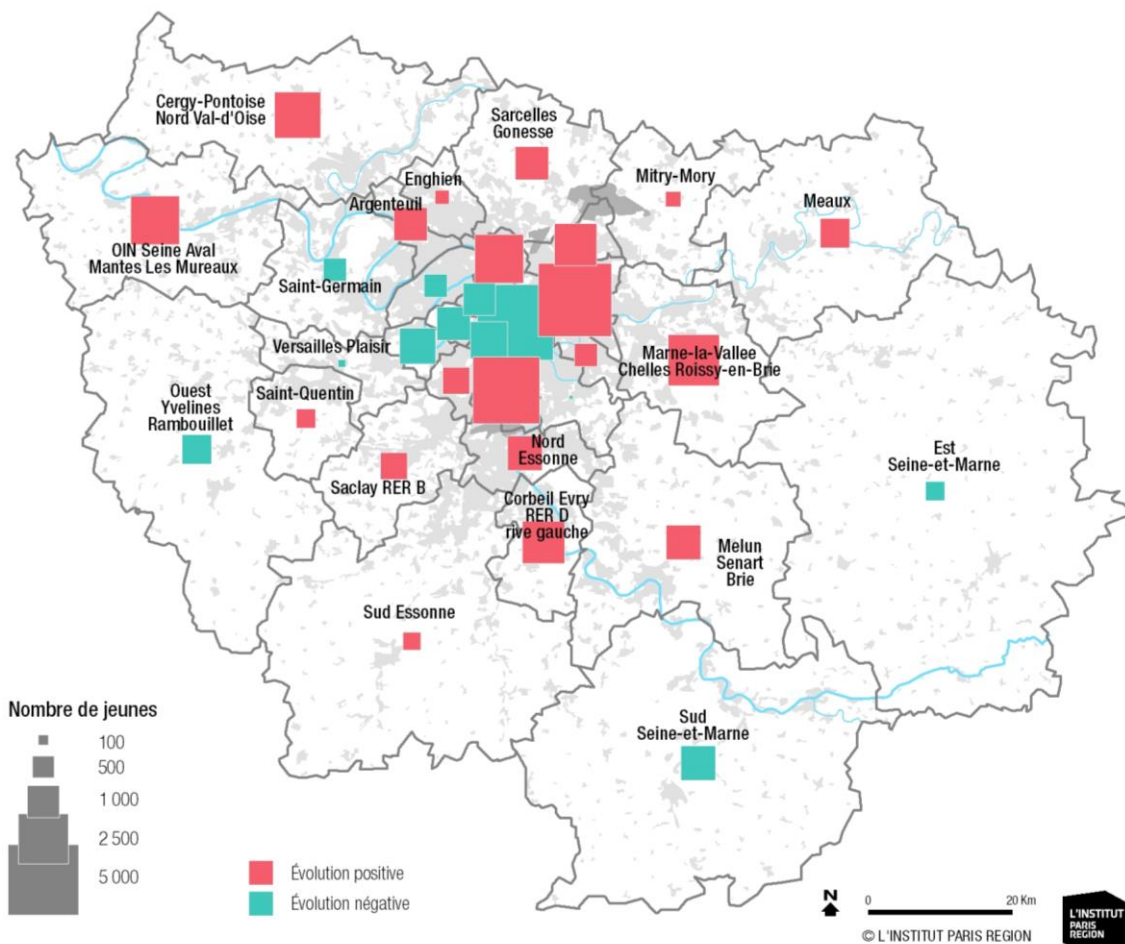 Cergy-Pontoise
Nord Val-d'Oise
Sarcelles
Gonesse
Enghien
Mitry-Mory
Argenteuil
Meaux
OIN Seine Aval
Mantes Les Mureaux
Saint-Germain
Versailles Plaisir
Marne-la-Vallee
Chelles Roissy-en-Brie
Ouest
Yvelines
Rambouillet
Saint-Quentin
Nord
Essonne
Est
Seine-et-Marne
Saclay RER B
Corbeil Evry
RER D
rive gauche
Melun
Senart
Brie
Sud Essonne
Sud
Seine-et-Marne
Nombre de jeunes
100
500
1 000
2 500
5 000
Évolution positive
Évolution négative
N
0 20 Km
© L'INSTITUT PARIS REGION
L'INSTITUT
PARIS
REGION